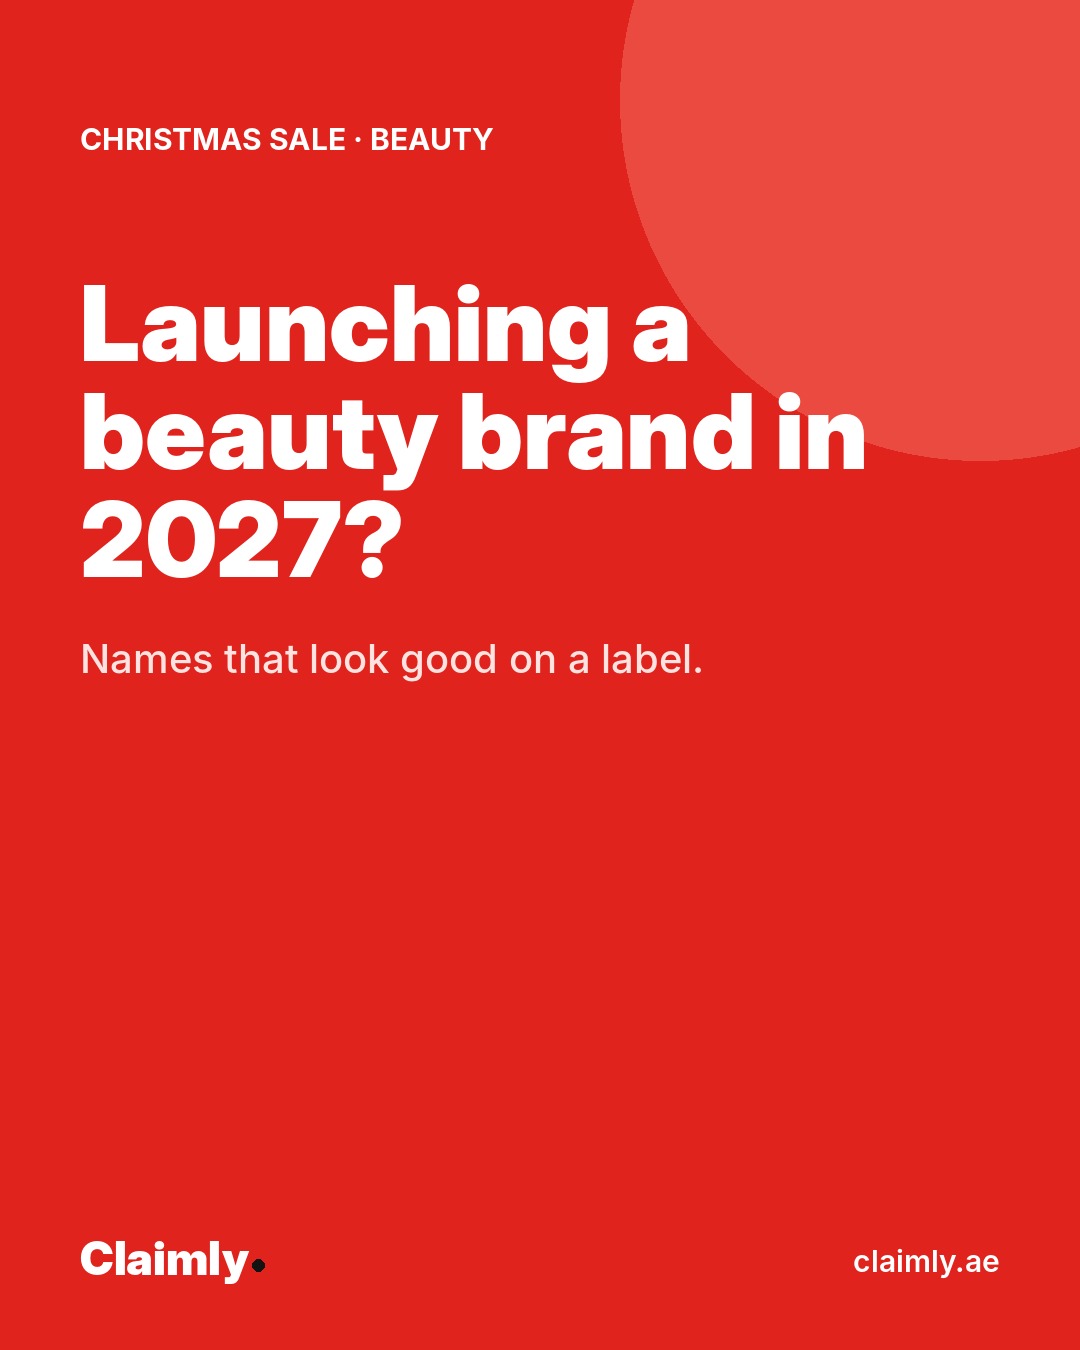 CHRISTMAS SALE · BEAUTY
Launching a
beauty brand in
2027?
Names that look good on a label.
Claimly.
claimly.ae